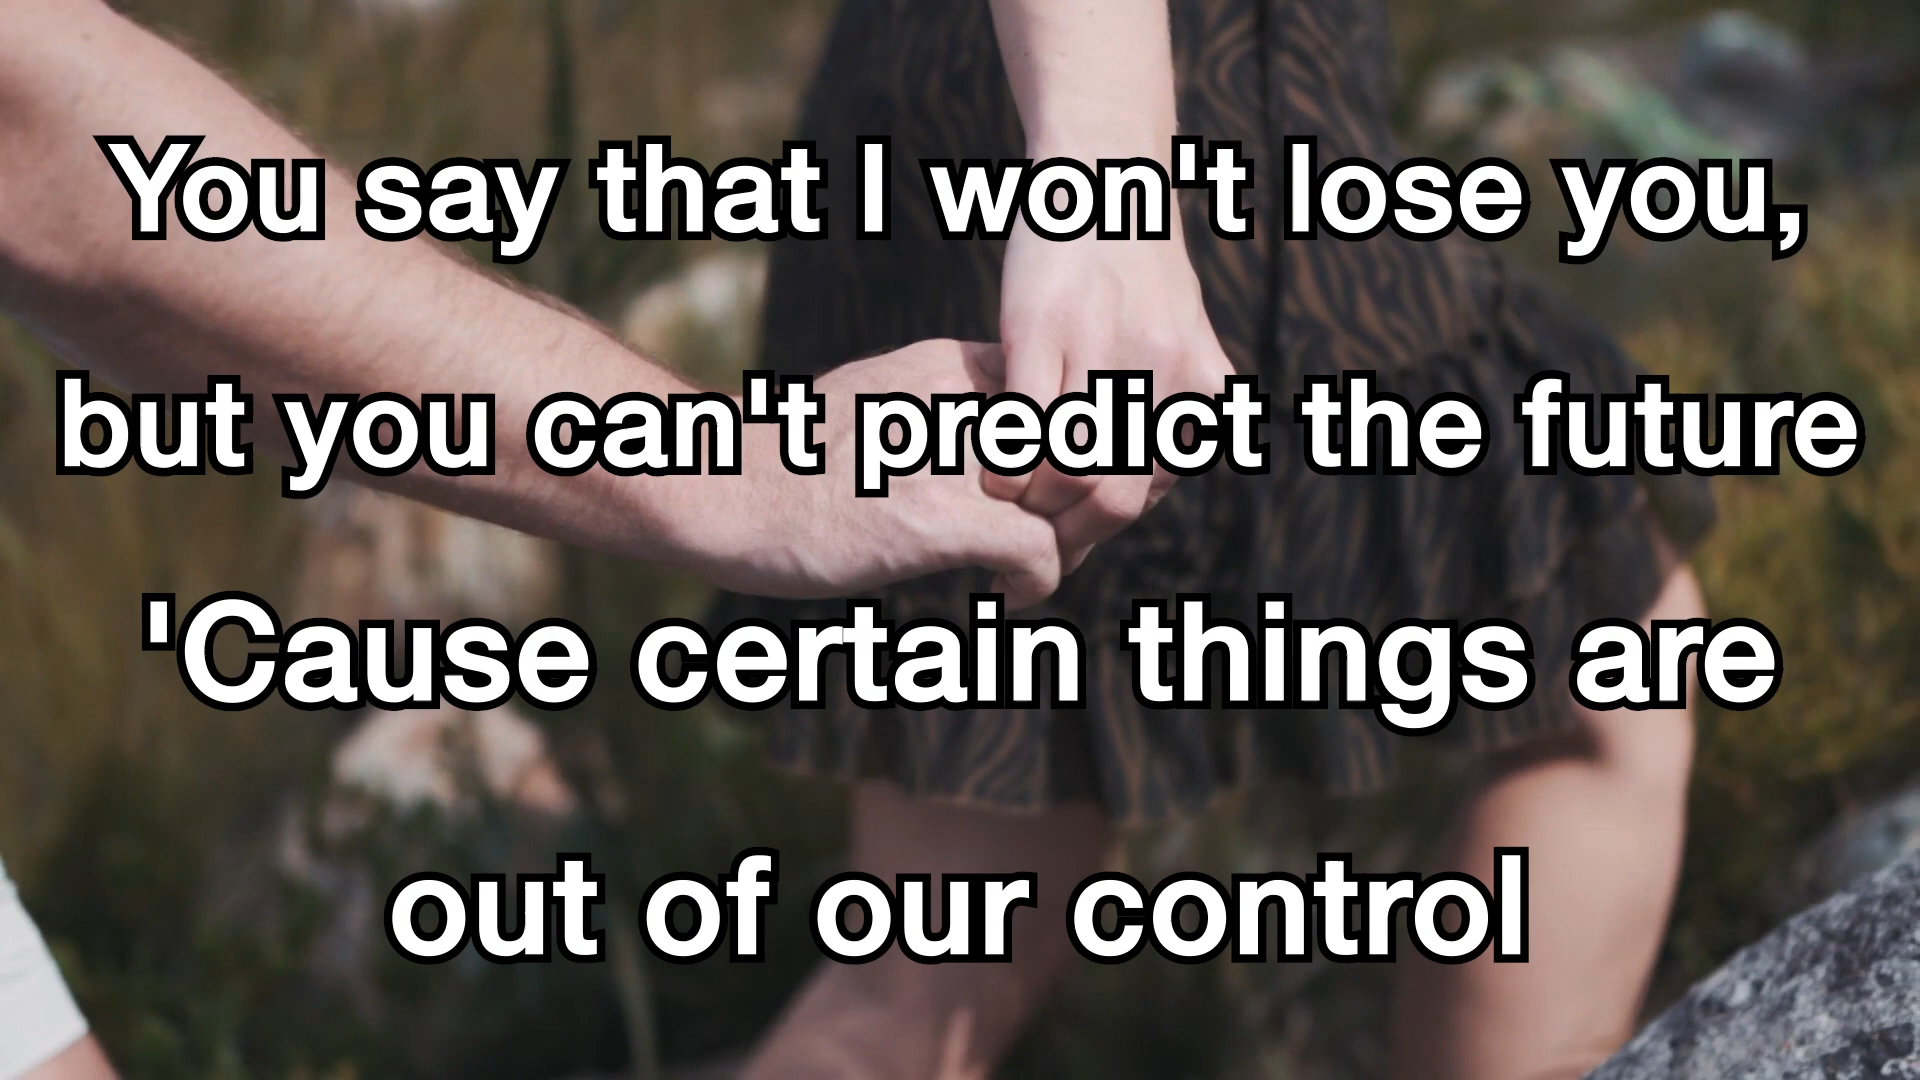 You say that I won't lose you,
but you can't predict the future
'Cause certain things are
out of our control